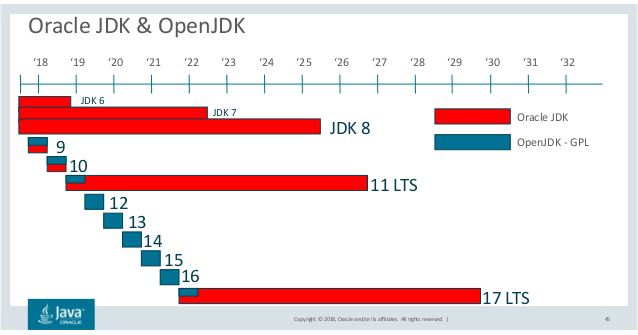 Oracle JDK & OpenJDK
‘18 ‘19 ‘20 ‘21 ‘22 ‘23 ‘24 ‘25 ‘26 ‘27 ‘28 ‘29 ‘30 ‘31 ‘32
JDK 6
JDK 7
JDK 8
Oracle JDK
OpenJDK - GPL
9
10
11 LTS
12
13
14
15
16
17 LTS
Java
ORACLE
Copyright © 2018, Oracle and/or its affiliates. All rights reserved. |
45